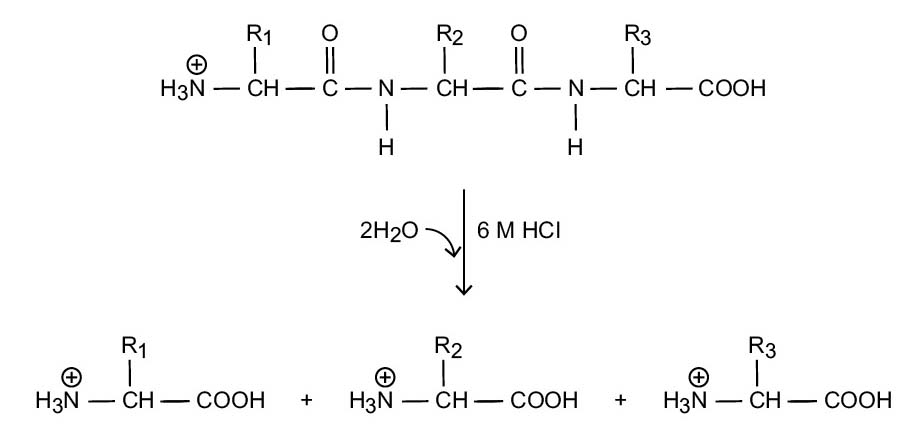 R1 O R2 O R3
⊕
H3N — CH — C — N — CH — C — N — CH — COOH
H H
2H2O 6 M HCl
R1 R2 R3
⊕ ⊕ ⊕
H3N — CH — COOH + H3N — CH — COOH + H3N — CH — COOH